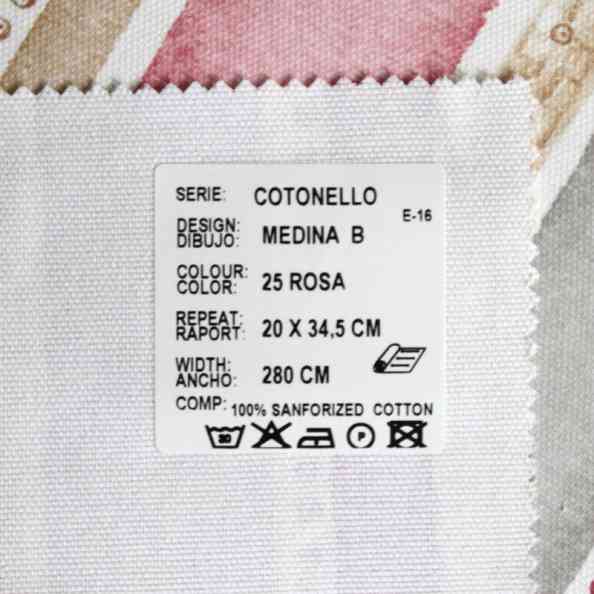 SERIE: COTONELLO
E-16
DESIGN:
DIBUJO: MEDINA B
COLOUR:
COLOR: 25 ROSA
REPEAT:
RAPORT: 20 X 34,5 CM
WIDTH:
ANCHO: 280 CM
COMP: 100% SANFORIZED COTTON
30 P